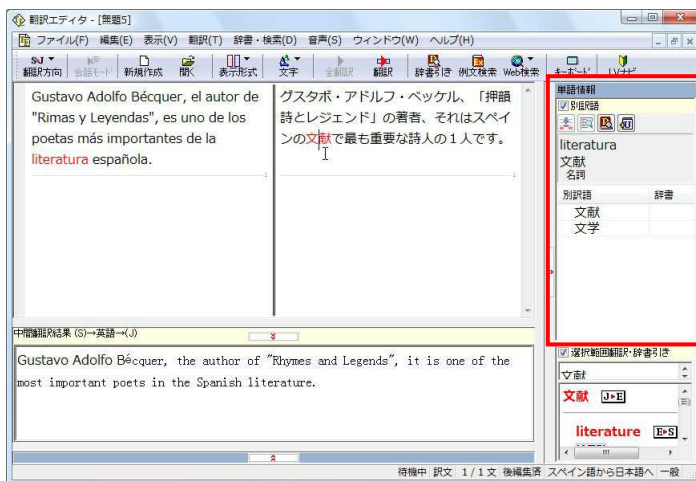 翻訳エディタ - [無題5]
ファイル(F) 編集(E) 表示(V) 翻訳(T) 辞書・検索(D) 音声(S) ウィンドウ(W) ヘルプ(H)
翻訳方向 会話モード 新規作成 開く 表示形式 文字 全翻訳 翻訳 辞書引き 例文検索 Web検索 キーボード LVナビ
Gustavo Adolfo Bécquer, el autor de
"Rimas y Leyendas", es uno de los
poetas más importantes de la
literatura española.
グスタボ・アドルフ・ベッケル、「押韻
詩とレジェンド」の著者、それはスペイ
ンの文献で最も重要な詩人の１人です。
単語情報
別訳語
literatura
文献
名詞
別訳語 辞書
文献
文学
中間翻訳結果 (S)→英語→(J)
Gustavo Adolfo Bécquer, the author of "Rhymes and Legends", it is one of the
most important poets in the Spanish literature.
選択範囲翻訳・辞書引き
文献
文献 J▶E
literature E▶S
待機中 訳文 1 / 1 文 後編集済 スペイン語から日本語へ 一般